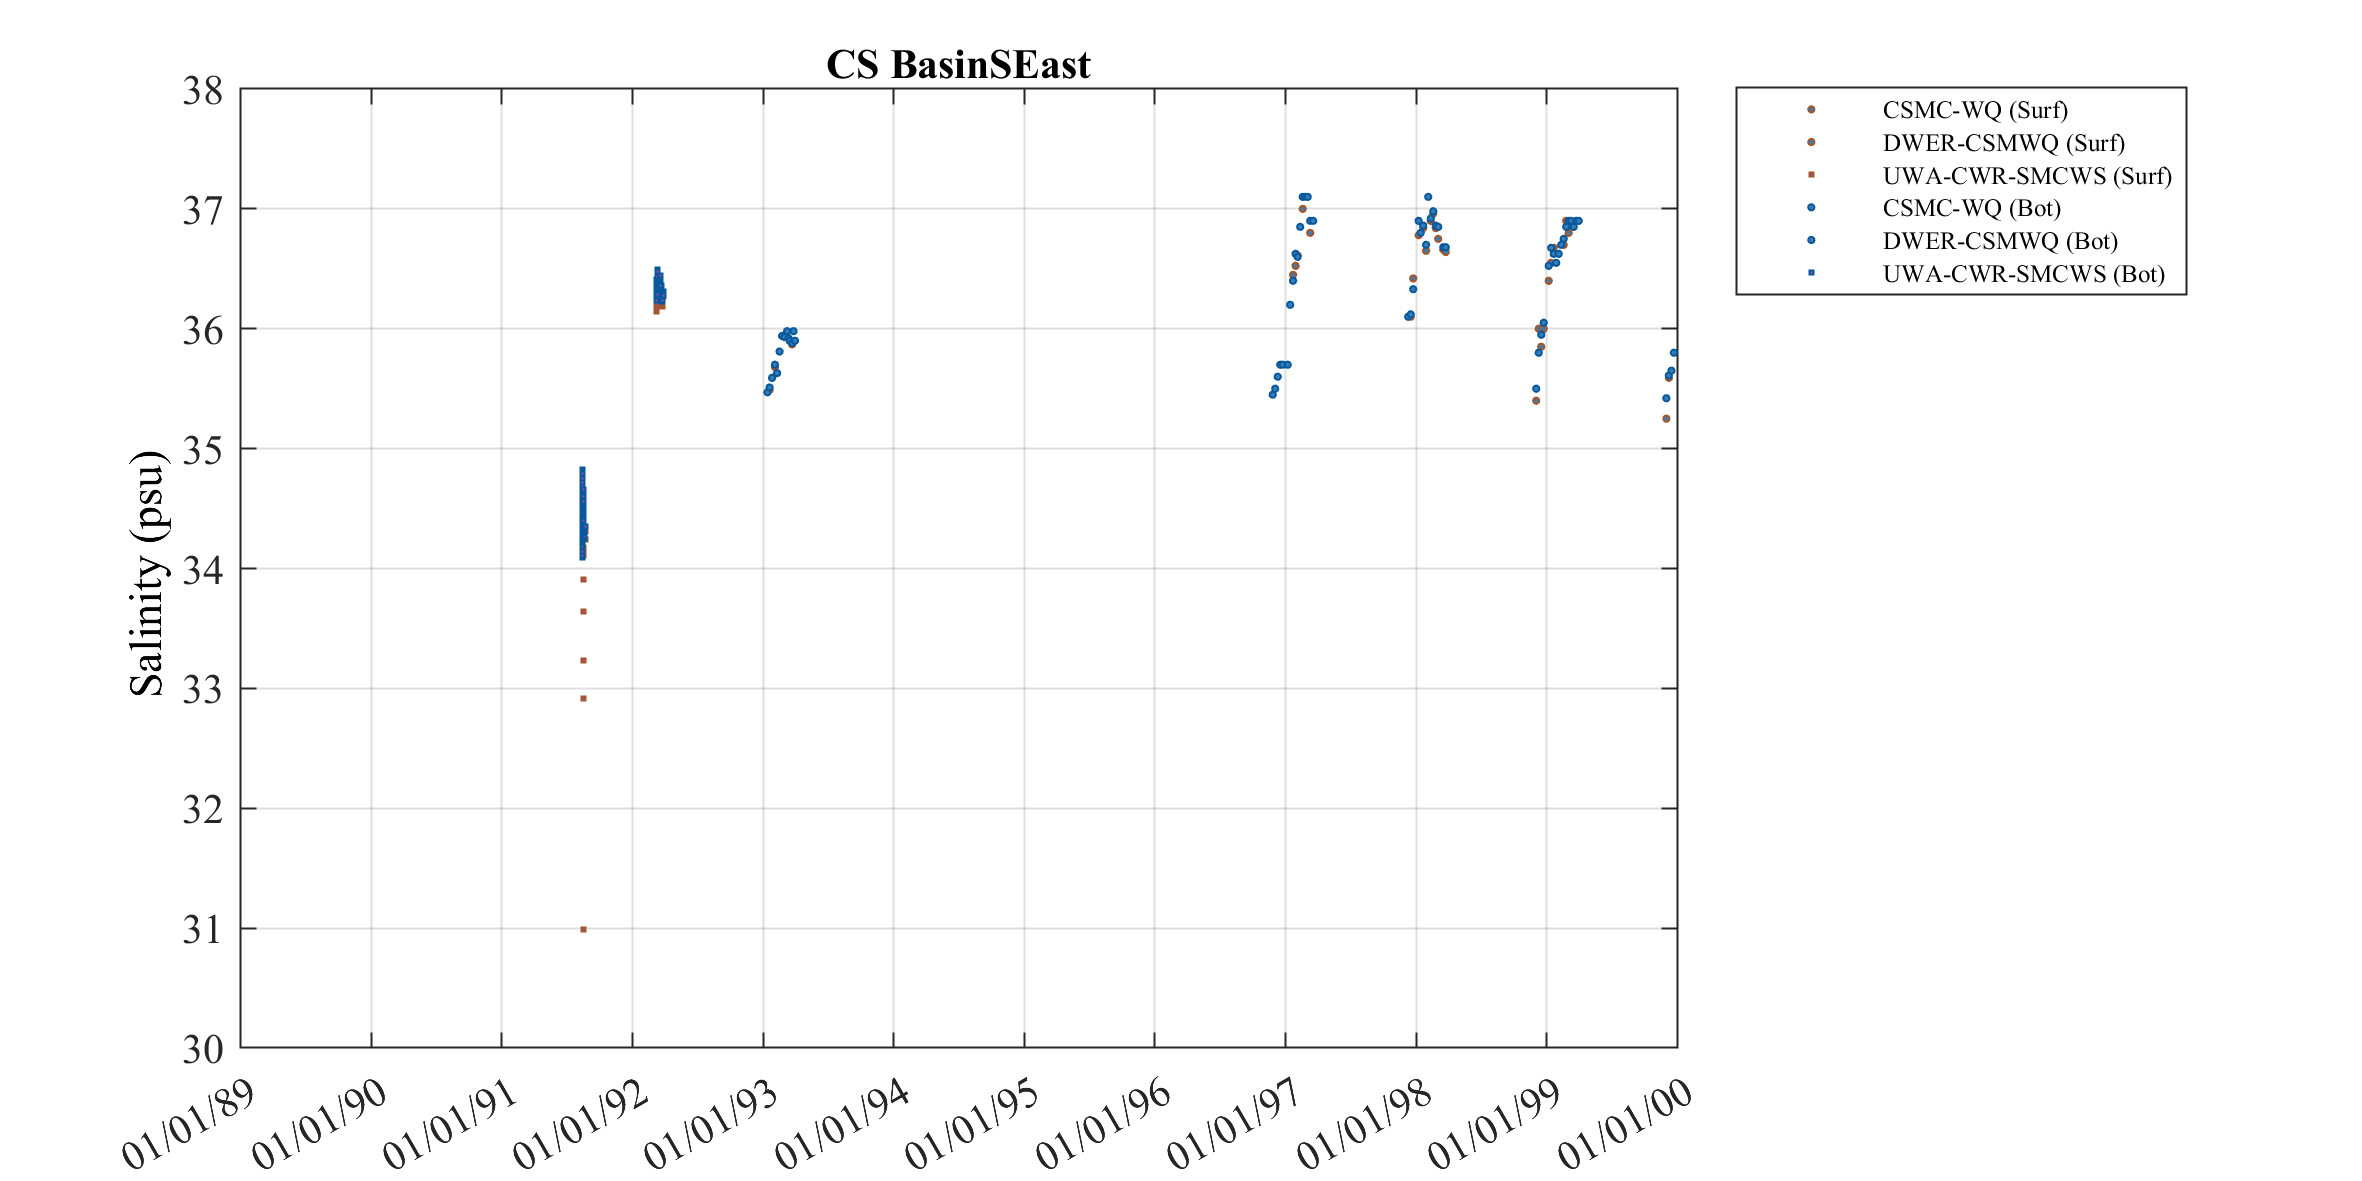 CS BasinSEast
38
37
36
35
34
33
32
31
30
Salinity (psu)
01/01/89
01/01/90
01/01/91
01/01/92
01/01/93
01/01/94
01/01/95
01/01/96
01/01/97
01/01/98
01/01/99
01/01/00
CSMC-WQ (Surf)
DWER-CSMWQ (Surf)
UWA-CWR-SMCWS (Surf)
CSMC-WQ (Bot)
DWER-CSMWQ (Bot)
UWA-CWR-SMCWS (Bot)